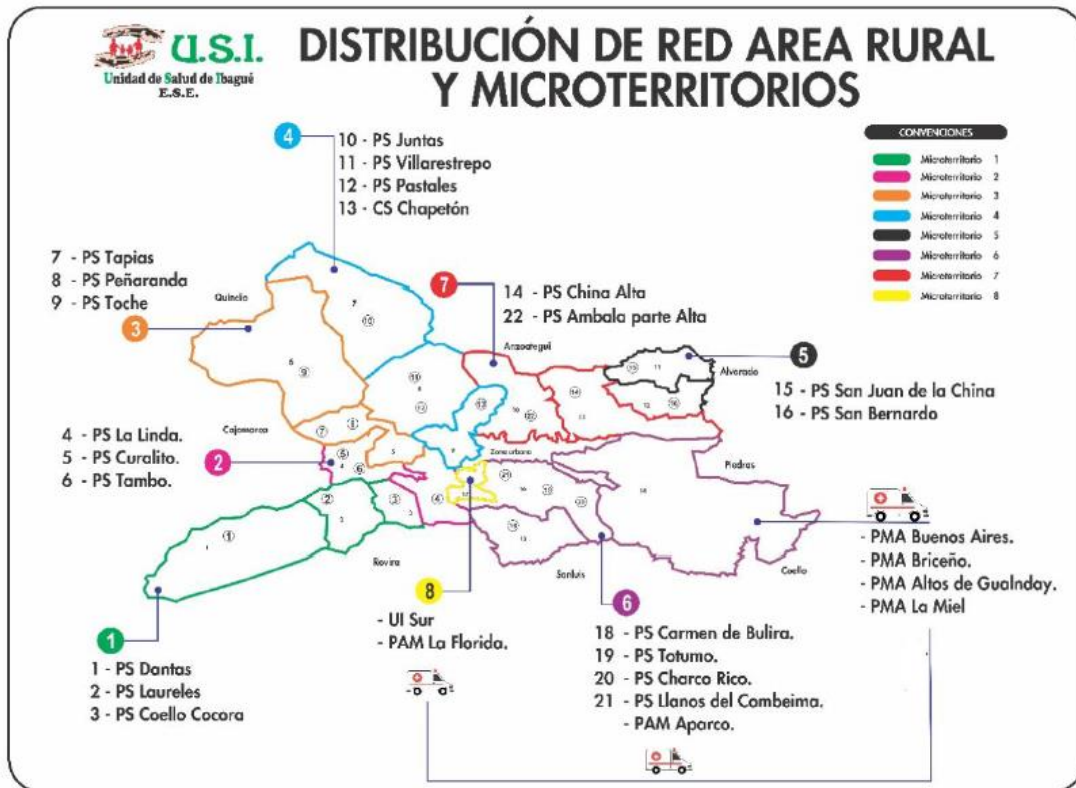 U.S.I.
Unidad de Salud de Ibagué
E.S.E.
DISTRIBUCIÓN DE RED AREA RURAL
Y MICROTERRITORIOS
CONVENCIONES
Microterritorio 1
Microterritorio 2
Microterritorio 3
Microterritorio 4
Microterritorio 5
Microterritorio 6
Microterritorio 7
Microterritorio 8
4
10 - PS Juntas
11 - PS Villarestrepo
12 - PS Pastales
13 - CS Chapetón
7 - PS Tapias
8 - PS Peñaranda
9 - PS Toche
3
Quindio
7
14 - PS China Alta
22 - PS Ambala parte Alta
Anzoategui
5
Alvarado
15 - PS San Juan de la China
16 - PS San Bernardo
4 - PS La Linda.
5 - PS Curalito.
6 - PS Tambo.
2
Cajamarca
Zona urbana
Piedras
Rovira
Sanluis
Coello
- PMA Buenos Aires.
- PMA Briceño.
- PMA Altos de Gualnday.
- PMA La Miel
1
1 - PS Dantas
2 - PS Laureles
3 - PS Coello Cocora
8
- UI Sur
- PAM La Florida.
6
18 - PS Carmen de Bulira.
19 - PS Totumo.
20 - PS Charco Rico.
21 - PS Llanos del Combeima.
- PAM Aparco.